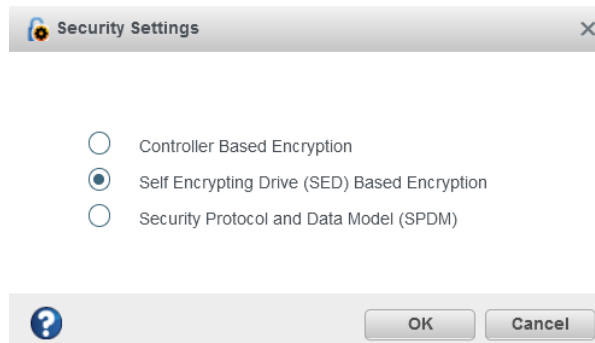 Security Settings
Controller Based Encryption
Self Encrypting Drive (SED) Based Encryption
Security Protocol and Data Model (SPDM)
? OK Cancel